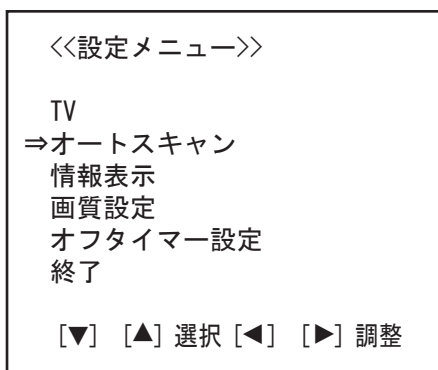 <<設定メニュー>>
TV
⇒オートスキャン
情報表示
画質設定
オフタイマー設定
終了
[▼] [▲] 選択 [◀] [▶] 調整